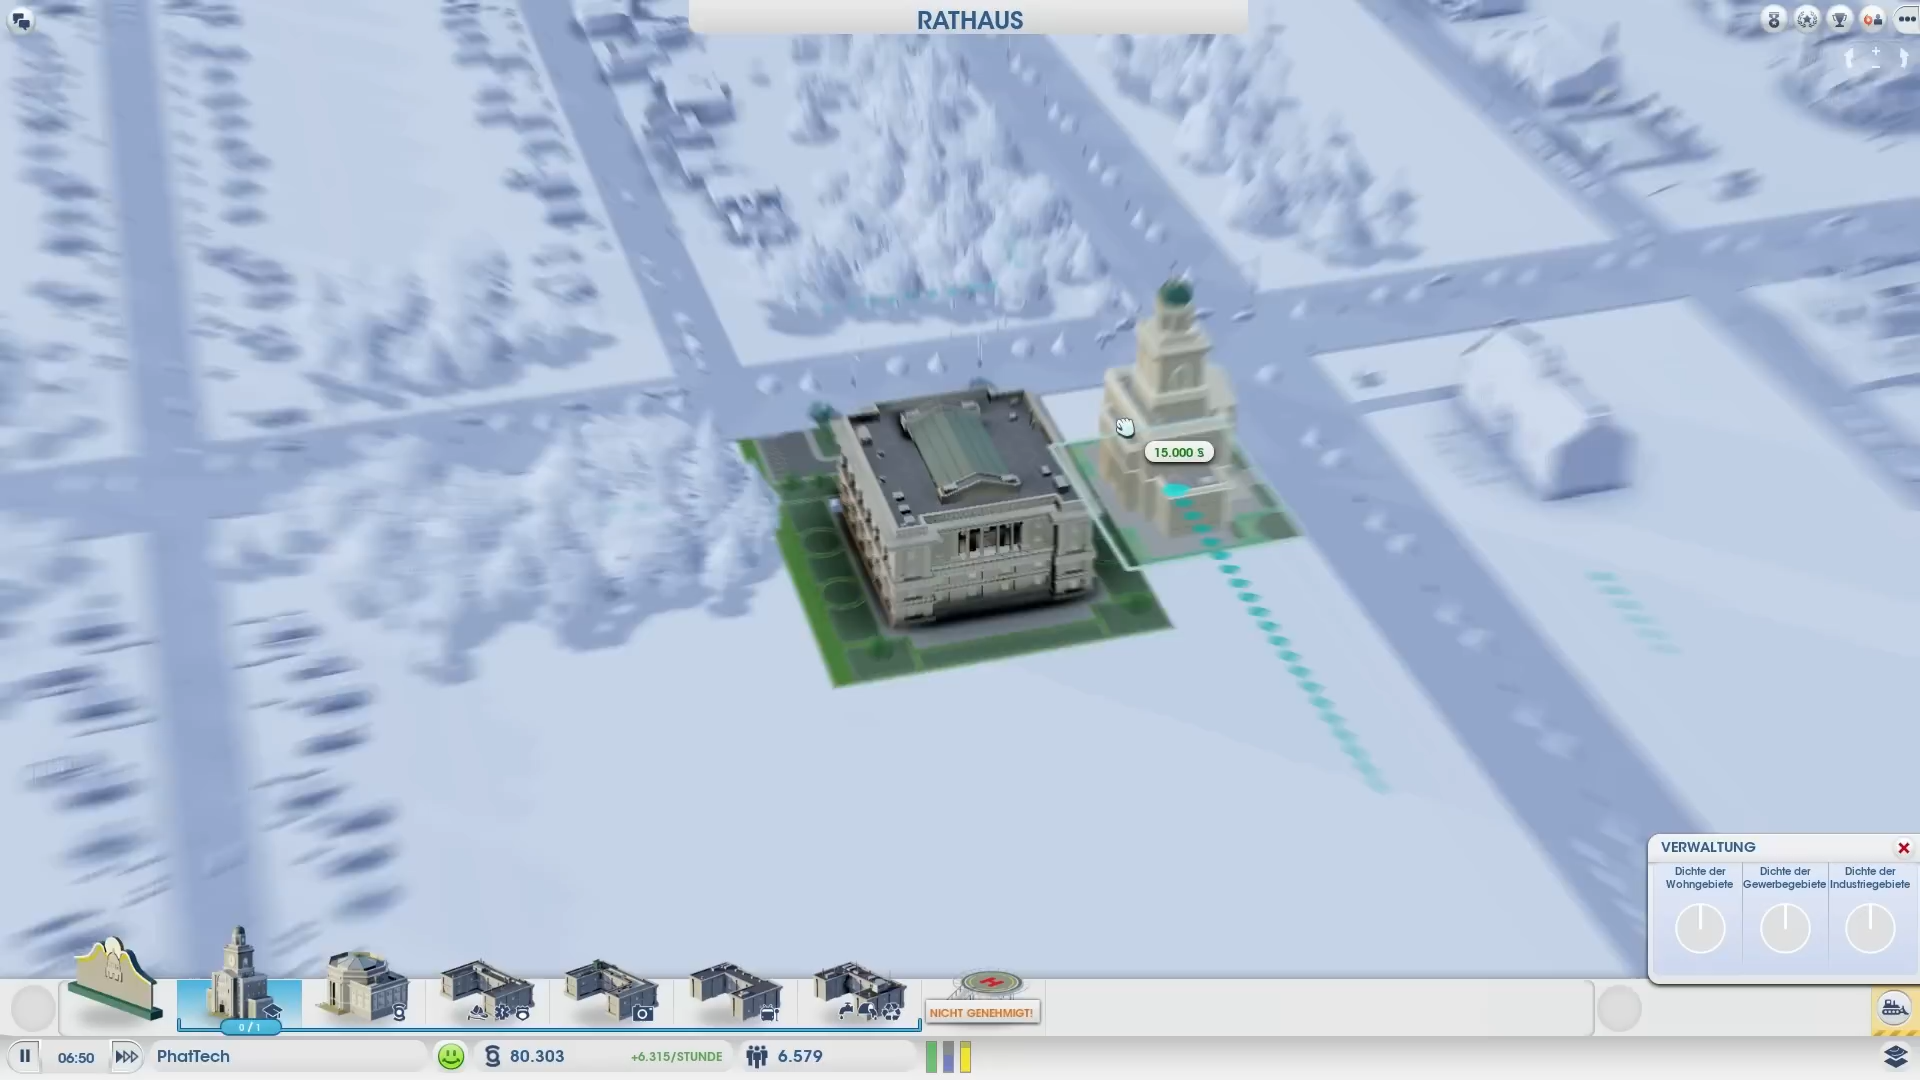 RATHAUS
15.000 §
VERWALTUNG
Dichte der
Wohngebiete
Dichte der
Gewerbegebiete
Dichte der
Industriegebiete
NICHT GENEHMIGT!
0 / 1
06:50
PhatTech
80.303
+6.315/STUNDE
6.579